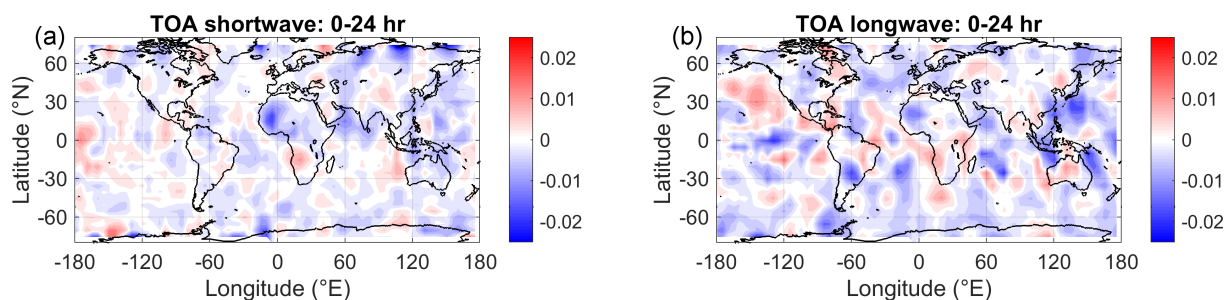 (a) TOA shortwave: 0-24 hr
Latitude (°N)
60
30
0
-30
-60
-180 -120 -60 0 60 120 180
Longitude (°E)
0.02
0.01
0
-0.01
-0.02
(b) TOA longwave: 0-24 hr
Latitude (°N)
60
30
0
-30
-60
-180 -120 -60 0 60 120 180
Longitude (°E)
0.02
0.01
0
-0.01
-0.02